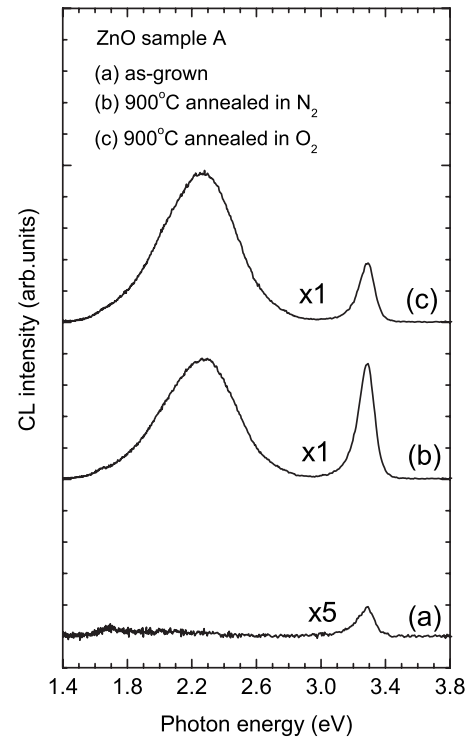 ZnO sample A
(a) as-grown
(b) 900°C annealed in N₂
(c) 900°C annealed in O₂
CL intensity (arb.units)
x1
(c)
x1
(b)
x5
(a)
1.4 1.8 2.2 2.6 3.0 3.4 3.8
Photon energy (eV)